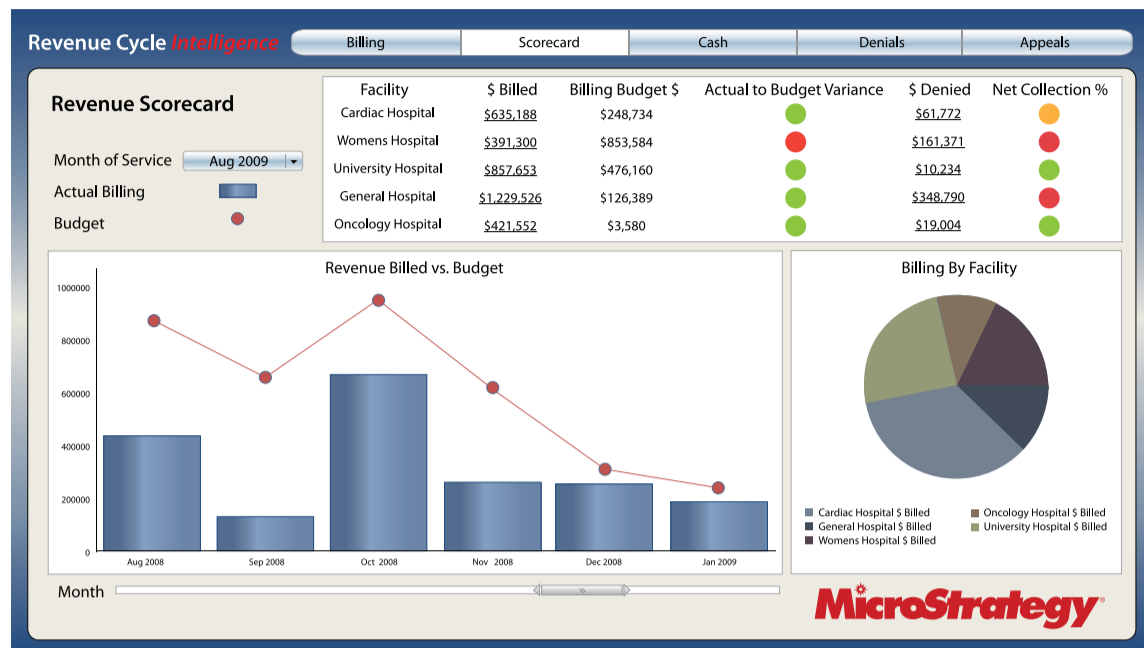 Revenue Cycle Intelligence
Billing Scorecard Cash Denials Appeals
Revenue Scorecard
Month of Service Aug 2009
Actual Billing
Budget
Facility $ Billed Billing Budget $ Actual to Budget Variance $ Denied Net Collection %
Cardiac Hospital $635,188 $248,734 $61,772
Womens Hospital $391,300 $853,584 $161,371
University Hospital $857,653 $476,160 $10,234
General Hospital $1,229,526 $126,389 $348,790
Oncology Hospital $421,552 $3,580 $19,004
Revenue Billed vs. Budget
1000000
800000
600000
400000
200000
0
Aug 2008 Sep 2008 Oct 2008 Nov 2008 Dec 2008 Jan 2009
Month
Billing By Facility
Cardiac Hospital $ Billed Oncology Hospital $ Billed
General Hospital $ Billed University Hospital $ Billed
Womens Hospital $ Billed
MicroStrategy®